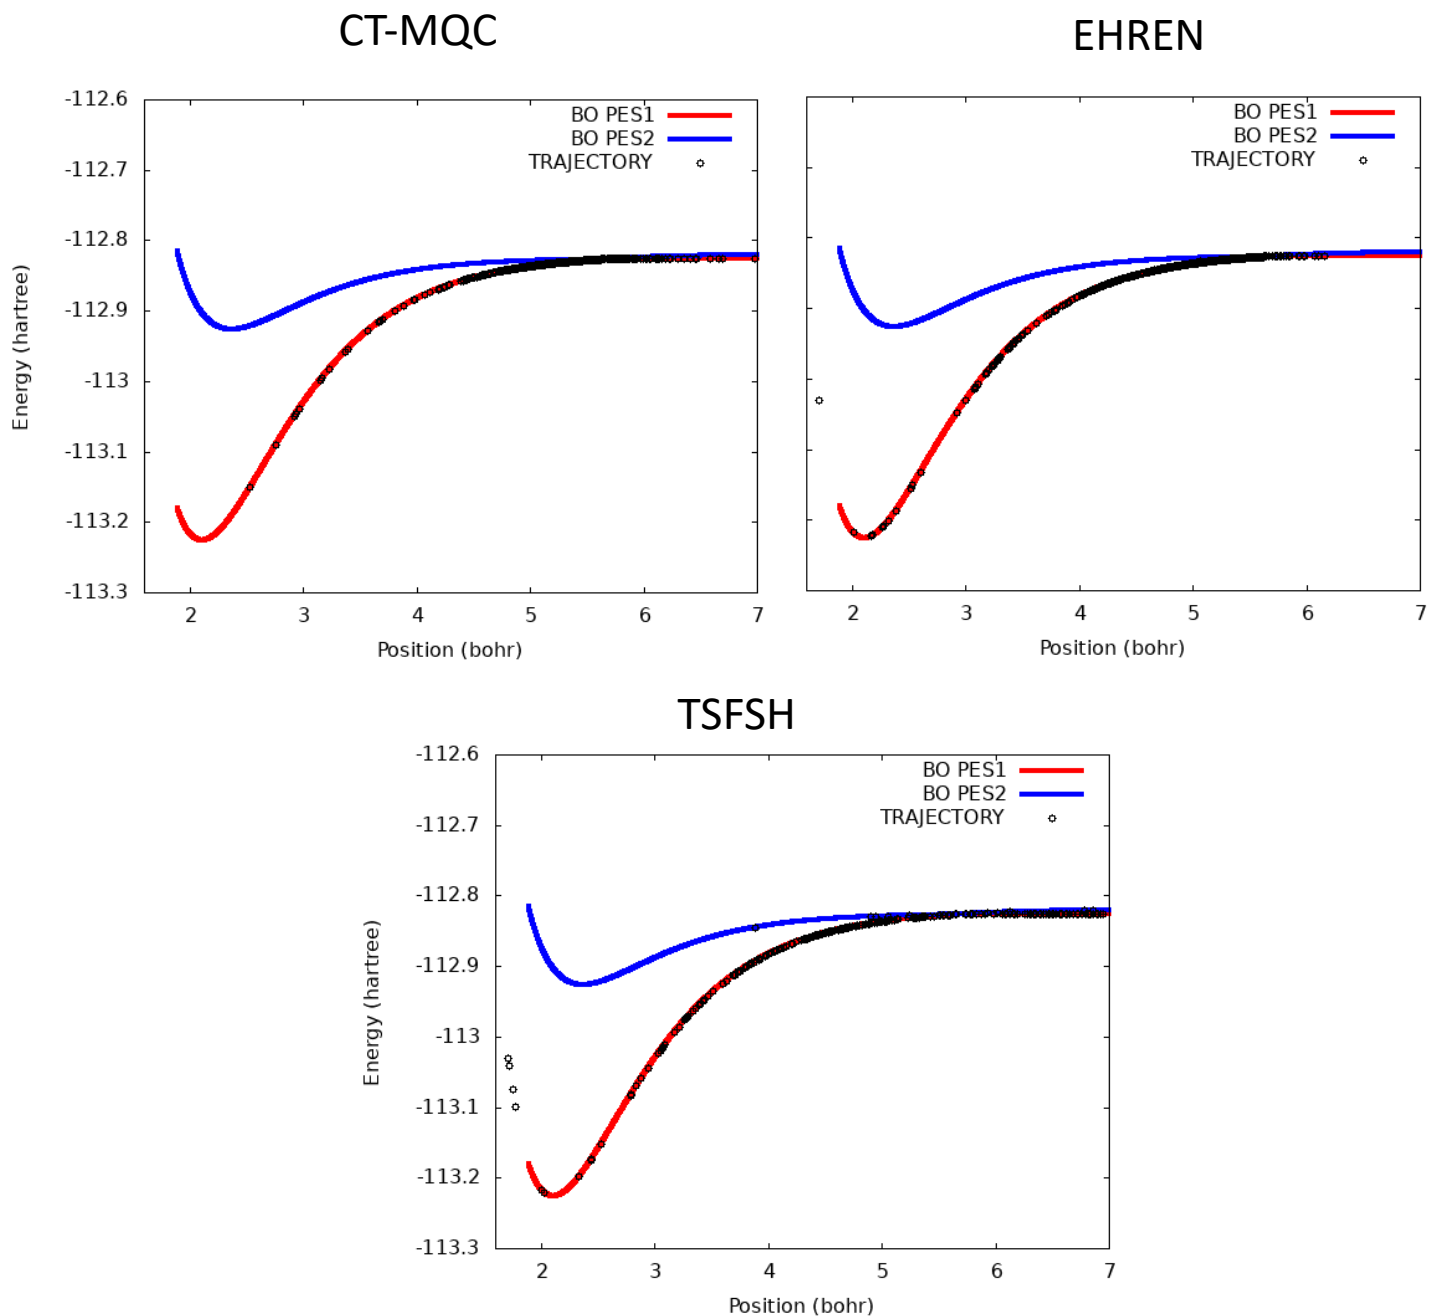 CT-MQC
EHREN
-112.6
-112.7
-112.8
-112.9
-113
-113.1
-113.2
-113.3
Energy (hartree)
BO PES1
BO PES2
TRAJECTORY
2 3 4 5 6 7
Position (bohr)
BO PES1
BO PES2
TRAJECTORY
2 3 4 5 6 7
Position (bohr)
TSFSH
-112.6
-112.7
-112.8
-112.9
-113
-113.1
-113.2
-113.3
Energy (hartree)
BO PES1
BO PES2
TRAJECTORY
2 3 4 5 6 7
Position (bohr)